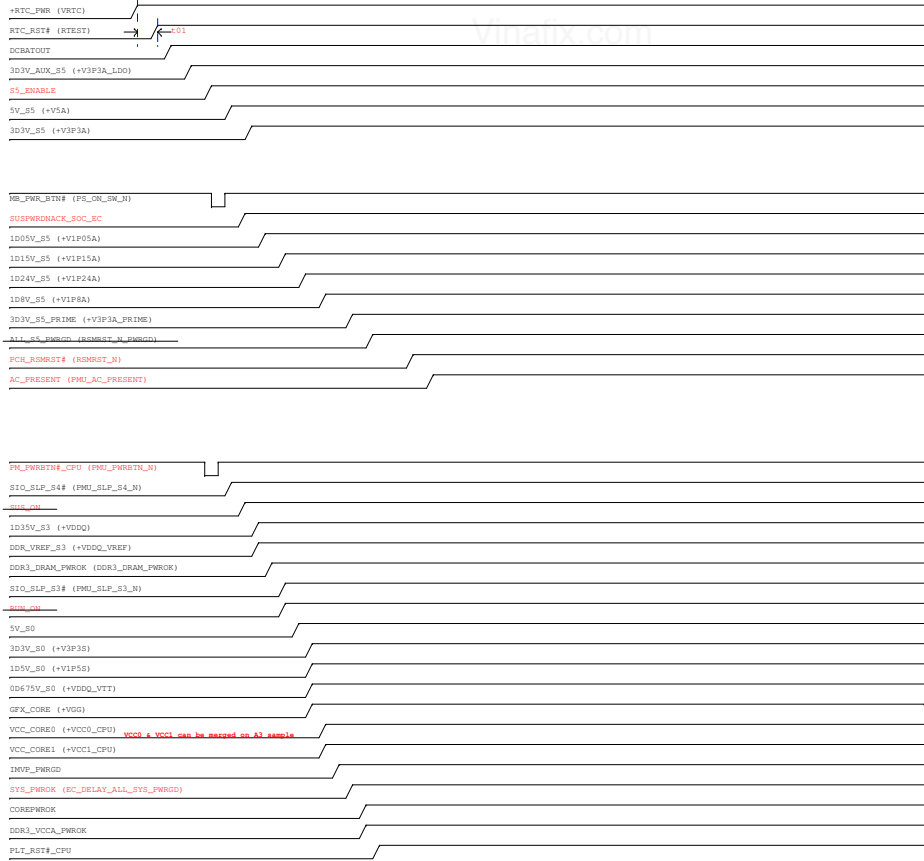 +RTC_PWR (VRTC)
RTC_RST# (RTEST)
t01
Vinafix.com
DCBATOUT
3D3V_AUX_S5 (+V3P3A_LDO)
S5_ENABLE
5V_S5 (+V5A)
3D3V_S5 (+V3P3A)
MB_PWR_BTN# (PS_ON_SW_N)
SUSPWRDNACK_SOC_EC
1D05V_S5 (+V1P05A)
1D15V_S5 (+V1P15A)
1D24V_S5 (+V1P24A)
1D8V_S5 (+V1P8A)
3D3V_S5_PRIME (+V3P3A_PRIME)
ALL_S5_PWRGD (RSMRST_N_PWRGD)
PCH_RSMRST# (RSMRST_N)
AC_PRESENT (PMU_AC_PRESENT)
PM_PWRBTN#_CPU (PMU_PWRBTN_N)
SIO_SLP_S4# (PMU_SLP_S4_N)
SUS_ON
1D35V_S3 (+VDDQ)
DDR_VREF_S3 (+VDDQ_VREF)
DDR3_DRAM_PWROK (DDR3_DRAM_PWROK)
SIO_SLP_S3# (PMU_SLP_S3_N)
RUN_ON
5V_S0
3D3V_S0 (+V3P3S)
1D5V_S0 (+V1P5S)
0D675V_S0 (+VDDQ_VTT)
GFX_CORE (+VGG)
VCC_CORE0 (+VCC0_CPU)
VCC0 & VCC1 can be merged on A3 sample
VCC_CORE1 (+VCC1_CPU)
IMVP_PWRGD
SYS_PWROK (EC_DELAY_ALL_SYS_PWRGD)
COREPWROK
DDR3_VCCA_PWROK
PLT_RST#_CPU